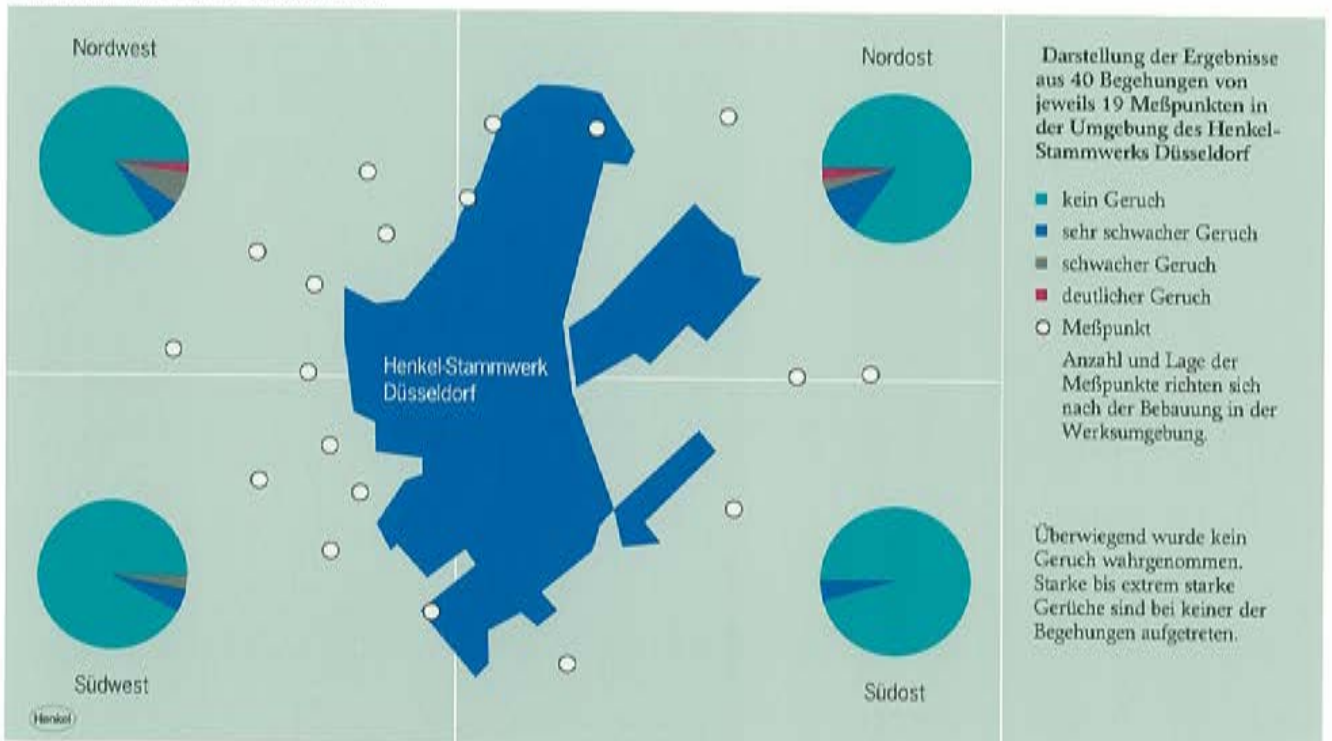 Nordwest
Nordost
Henkel-Stammwerk
Düsseldorf
Südwest
Südost
Henkel
Darstellung der Ergebnisse
aus 40 Begehungen von
jeweils 19 Meßpunkten in
der Umgebung des Henkel-
Stammwerks Düsseldorf
kein Geruch
sehr schwacher Geruch
schwacher Geruch
deutlicher Geruch
Meßpunkt
Anzahl und Lage der
Meßpunkte richten sich
nach der Bebauung in der
Werksumgebung.
Überwiegend wurde kein
Geruch wahrgenommen.
Starke bis extrem starke
Gerüche sind bei keiner der
Begehungen aufgetreten.